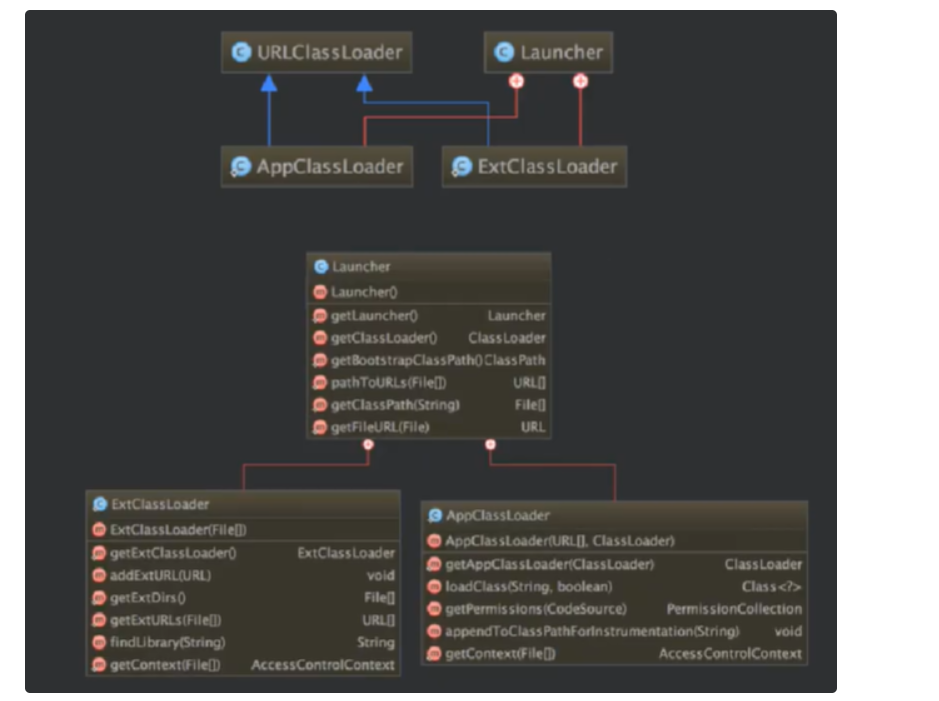 URLClassLoader
Launcher
AppClassLoader
ExtClassLoader
Launcher
Launcher()
getLauncher() Launcher
getClassLoader() ClassLoader
getBootstrapClassPath() ClassPath
pathToURLs(File[]) URL[]
getClassPath(String) File[]
getFileURL(File) URL
ExtClassLoader
ExtClassLoader(File[])
getExtClassLoader() ExtClassLoader
addExtURL(URL) void
getExtDirs() File[]
getExtURLs(File[]) URL[]
findLibrary(String) String
getContext(File[]) AccessControlContext
AppClassLoader
AppClassLoader(URL[], ClassLoader)
getAppClassLoader(ClassLoader) ClassLoader
loadClass(String, boolean) Class<?>
getPermissions(CodeSource) PermissionCollection
appendToClassPathForInstrumentation(String) void
getContext(File[]) AccessControlContext